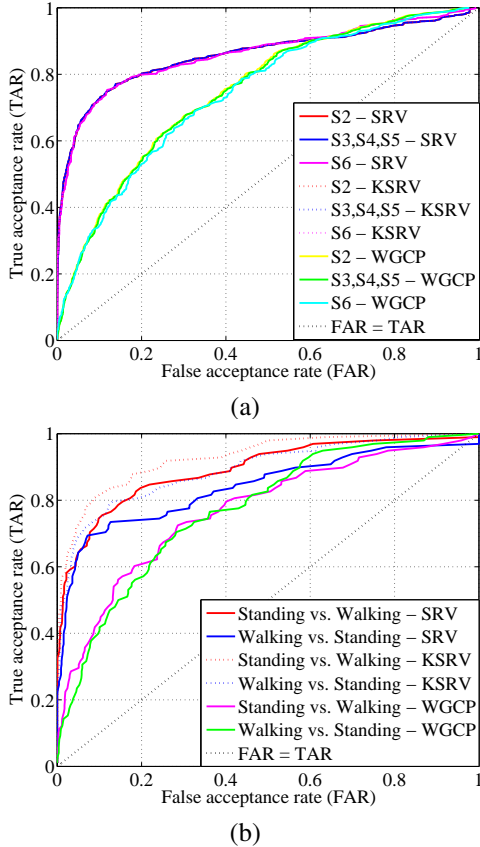 1
0.8
0.6
0.4
0.2
0
0 0.2 0.4 0.6 0.8 1
True acceptance rate (TAR)
False acceptance rate (FAR)
S2 – SRV
S3,S4,S5 – SRV
S6 – SRV
S2 – KSRV
S3,S4,S5 – KSRV
S6 – KSRV
S2 – WGCP
S3,S4,S5 – WGCP
S6 – WGCP
FAR = TAR
(a)
1
0.8
0.6
0.4
0.2
0
0 0.2 0.4 0.6 0.8 1
True acceptance rate (TAR)
False acceptance rate (FAR)
Standing vs. Walking – SRV
Walking vs. Standing – SRV
Standing vs. Walking – KSRV
Walking vs. Standing – KSRV
Standing vs. Walking – WGCP
Walking vs. Standing – WGCP
FAR = TAR
(b)